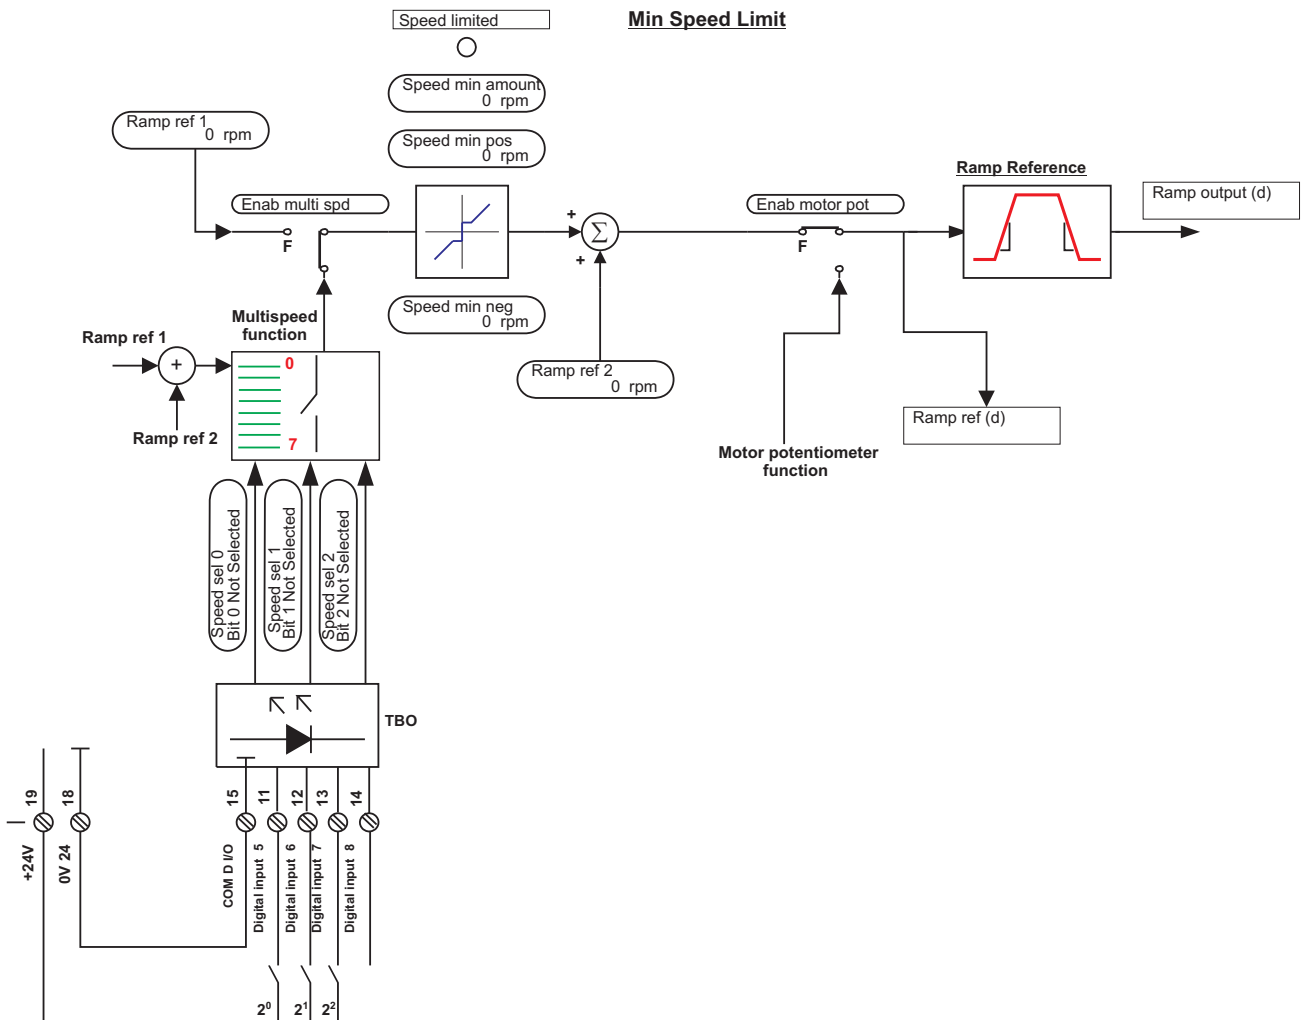 Speed limited
Min Speed Limit
Speed min amount
0 rpm
Ramp ref 1
0 rpm
Speed min pos
0 rpm
Ramp Reference
Ramp output (d)
Enab multi spd
Enab motor pot
F
+
Σ
+
F
Speed min neg
0 rpm
Multispeed
function
Ramp ref 1
+
0
7
Ramp ref 2
Ramp ref 2
0 rpm
Ramp ref (d)
Motor potentiometer
function
Speed sel 0
Bit 0 Not Selected
Speed sel 1
Bit 1 Not Selected
Speed sel 2
Bit 2 Not Selected
TBO
19
18
15
11
12
13
14
+24V
0V 24
COM D I/O
Digital input 5
Digital input 6
Digital input 7
Digital input 8
2⁰
2¹
2²